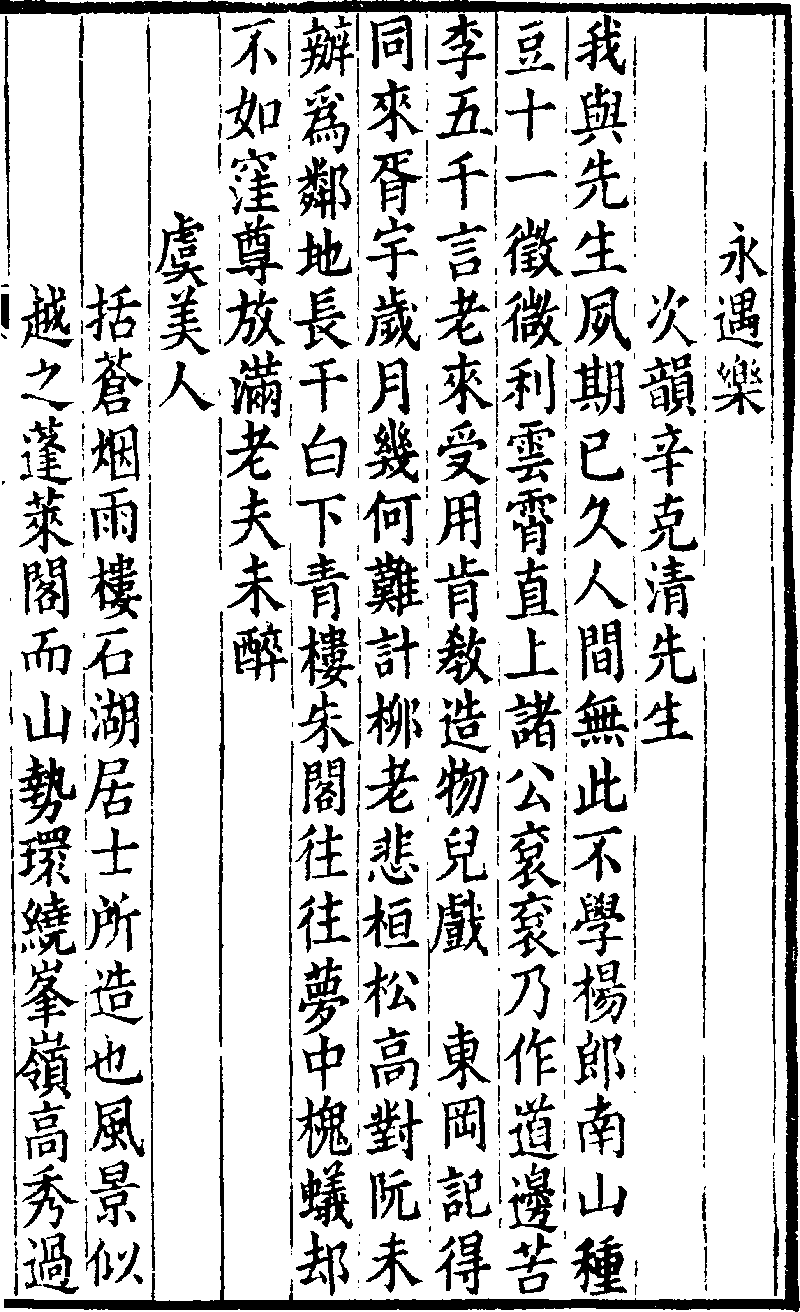 永遇樂
次韻辛克清先生
我與先生夙期已久人間無此不學楊郎南山種
豆十一徵微利雲霄直上諸公衮衮乃作道邊苦
李五千言老來受用肯敎造物兒戲　東岡記得
同來胥宇歲月幾何難計柳老悲桓松高對阮未
辦爲鄰地長干白下青樓朱閣往往夢中槐蟻却
不如窪尊放滿老夫未醉
虞美人
括蒼烟雨樓石湖居士所造也風景似
越之蓬萊閣而山勢環繞峯嶺高秀過